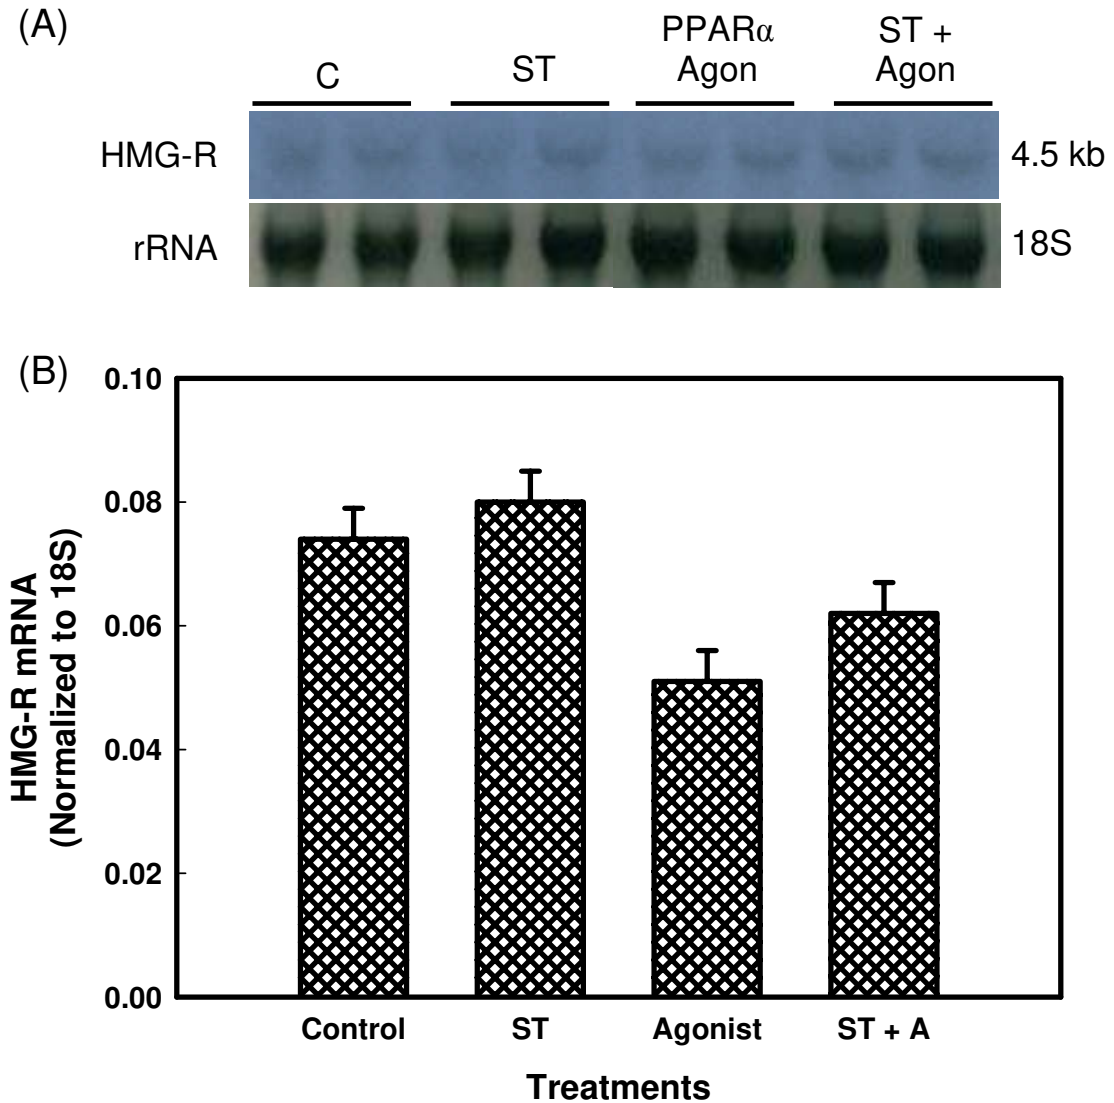 (A)
C
ST
PPARα
Agon
ST +
Agon
HMG-R
4.5 kb
rRNA
18S
(B)
HMG-R mRNA
(Normalized to 18S)
0.10
0.08
0.06
0.04
0.02
0.00
Control
ST
Agonist
ST + A
Treatments